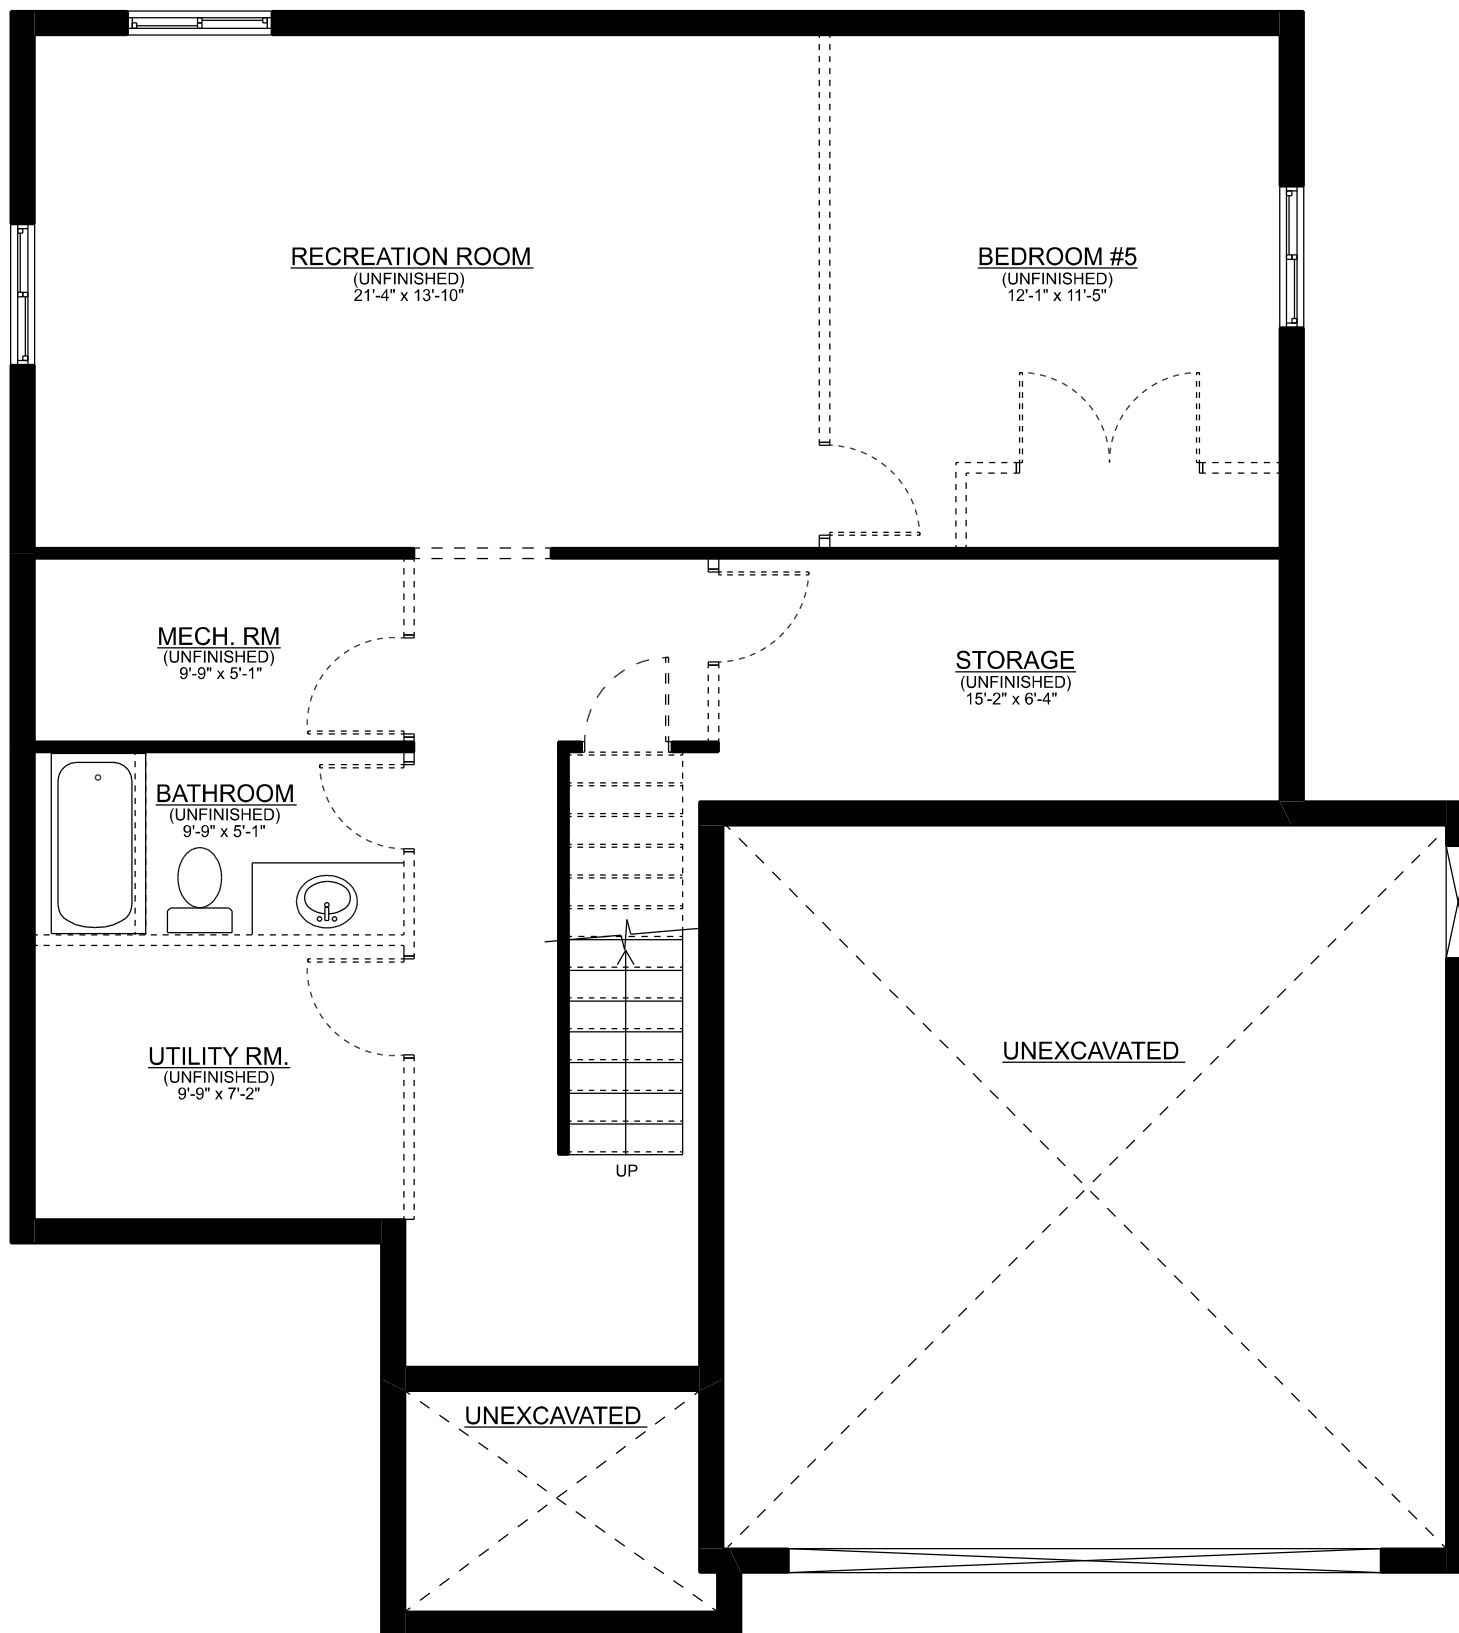 RECREATION ROOM
(UNFINISHED)
21'-4" x 13'-10"
BEDROOM #5
(UNFINISHED)
12'-1" x 11'-5"
MECH. RM
(UNFINISHED)
9'-9" x 5'-1"
STORAGE
(UNFINISHED)
15'-2" x 6'-4"
BATHROOM
(UNFINISHED)
9'-9" x 5'-1"
UTILITY RM.
(UNFINISHED)
9'-9" x 7'-2"
UNEXCAVATED
UP
UNEXCAVATED